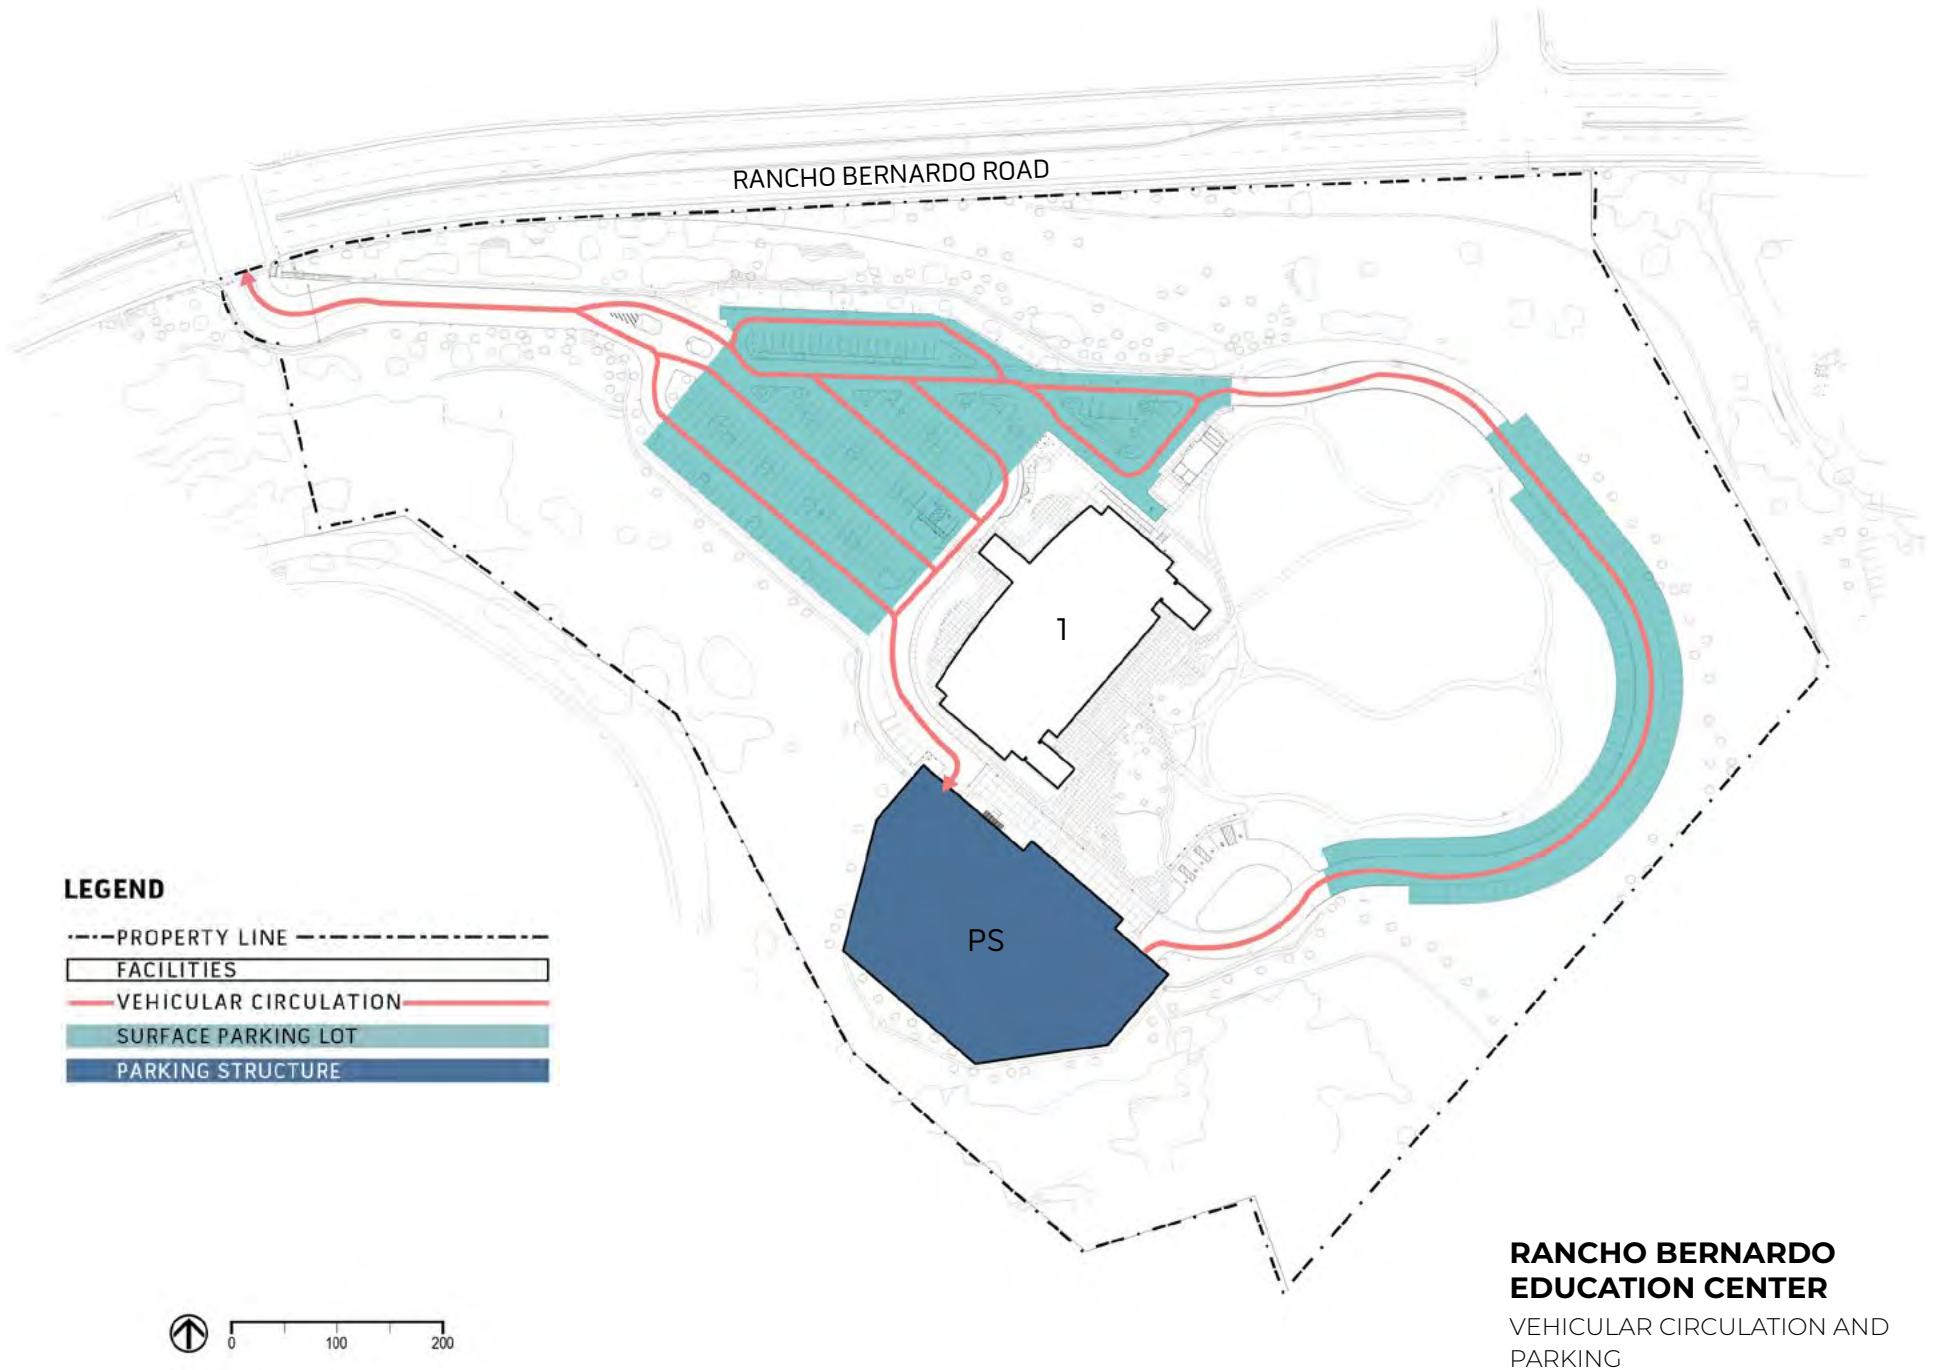 RANCHO BERNARDO ROAD
1
PS
LEGEND
PROPERTY LINE
FACILITIES
VEHICULAR CIRCULATION
SURFACE PARKING LOT
PARKING STRUCTURE
0 100 200
RANCHO BERNARDO
EDUCATION CENTER
VEHICULAR CIRCULATION AND
PARKING